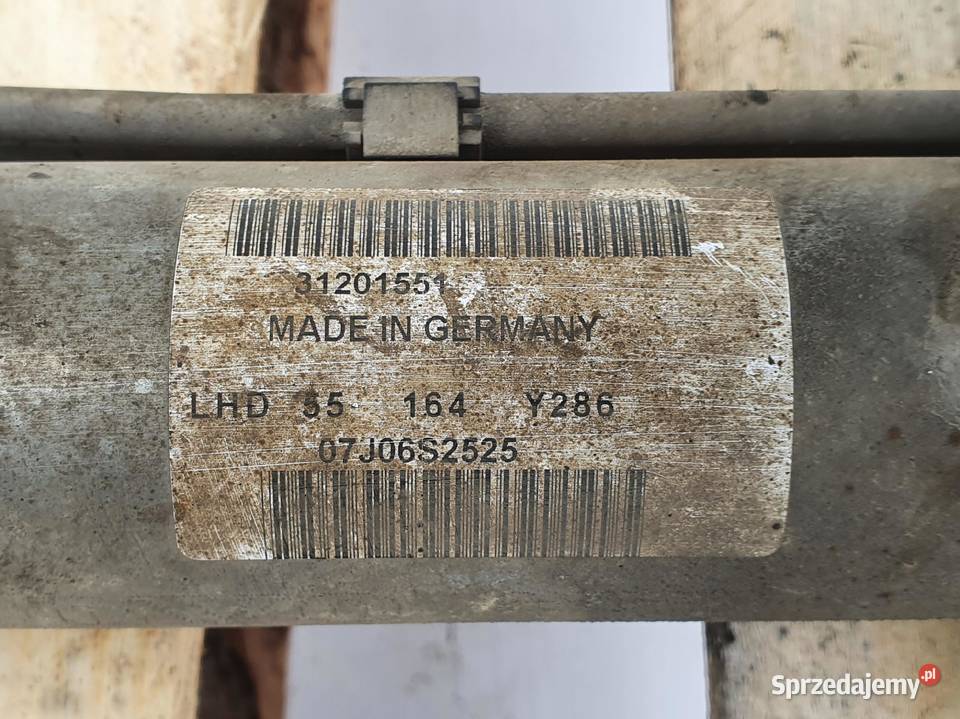 31201551
MADE IN GERMANY
LHD 55 164 Y286
07J06S2525
Sprzedajemy.pl